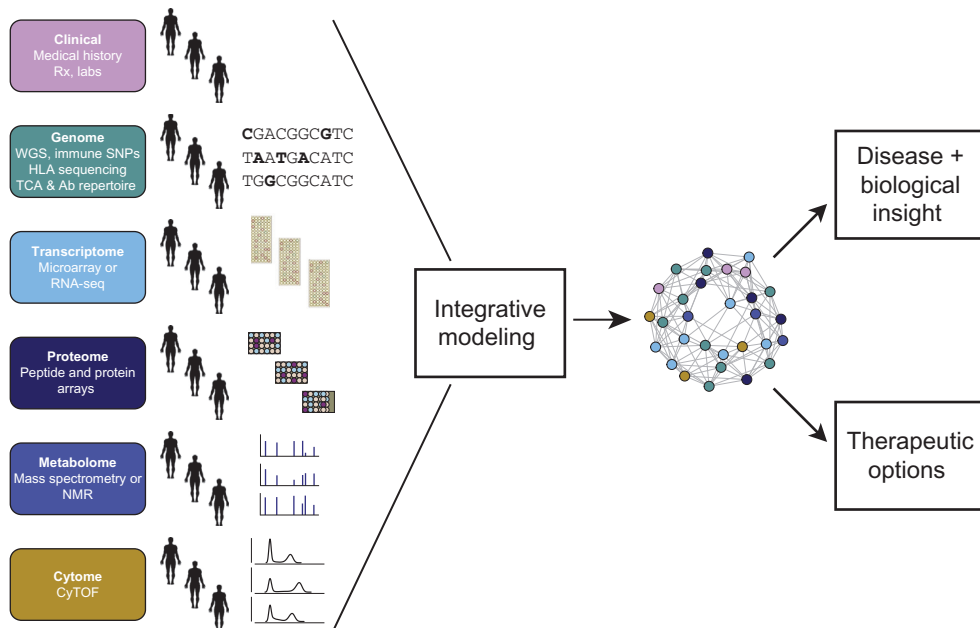 Clinical
Medical history
Rx, labs
Genome
WGS, immune SNPs
HLA sequencing
TCA & Ab repertoire
CGACGGCGTC
TAATGACATC
TGGCGGCATC
Transcriptome
Microarray or
RNA-seq
Proteome
Peptide and protein
arrays
Metabolome
Mass spectrometry or
NMR
Cytome
CyTOF
Integrative
modeling
Disease +
biological
insight
Therapeutic
options